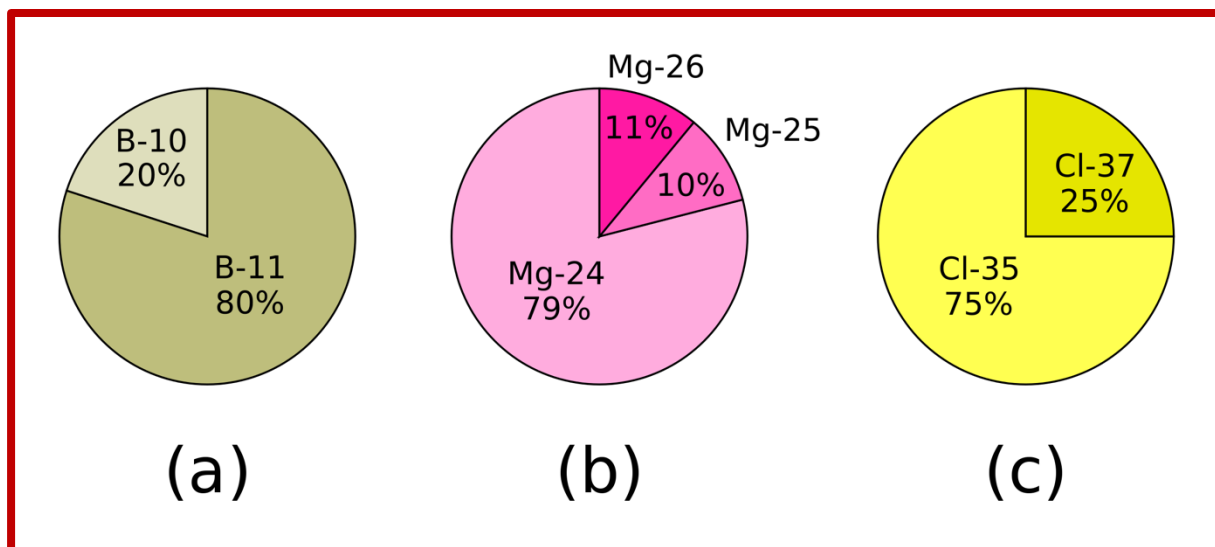 B-10
20%
B-11
80%
(a)
Mg-26
11%
Mg-25
10%
Mg-24
79%
(b)
Cl-37
25%
Cl-35
75%
(c)